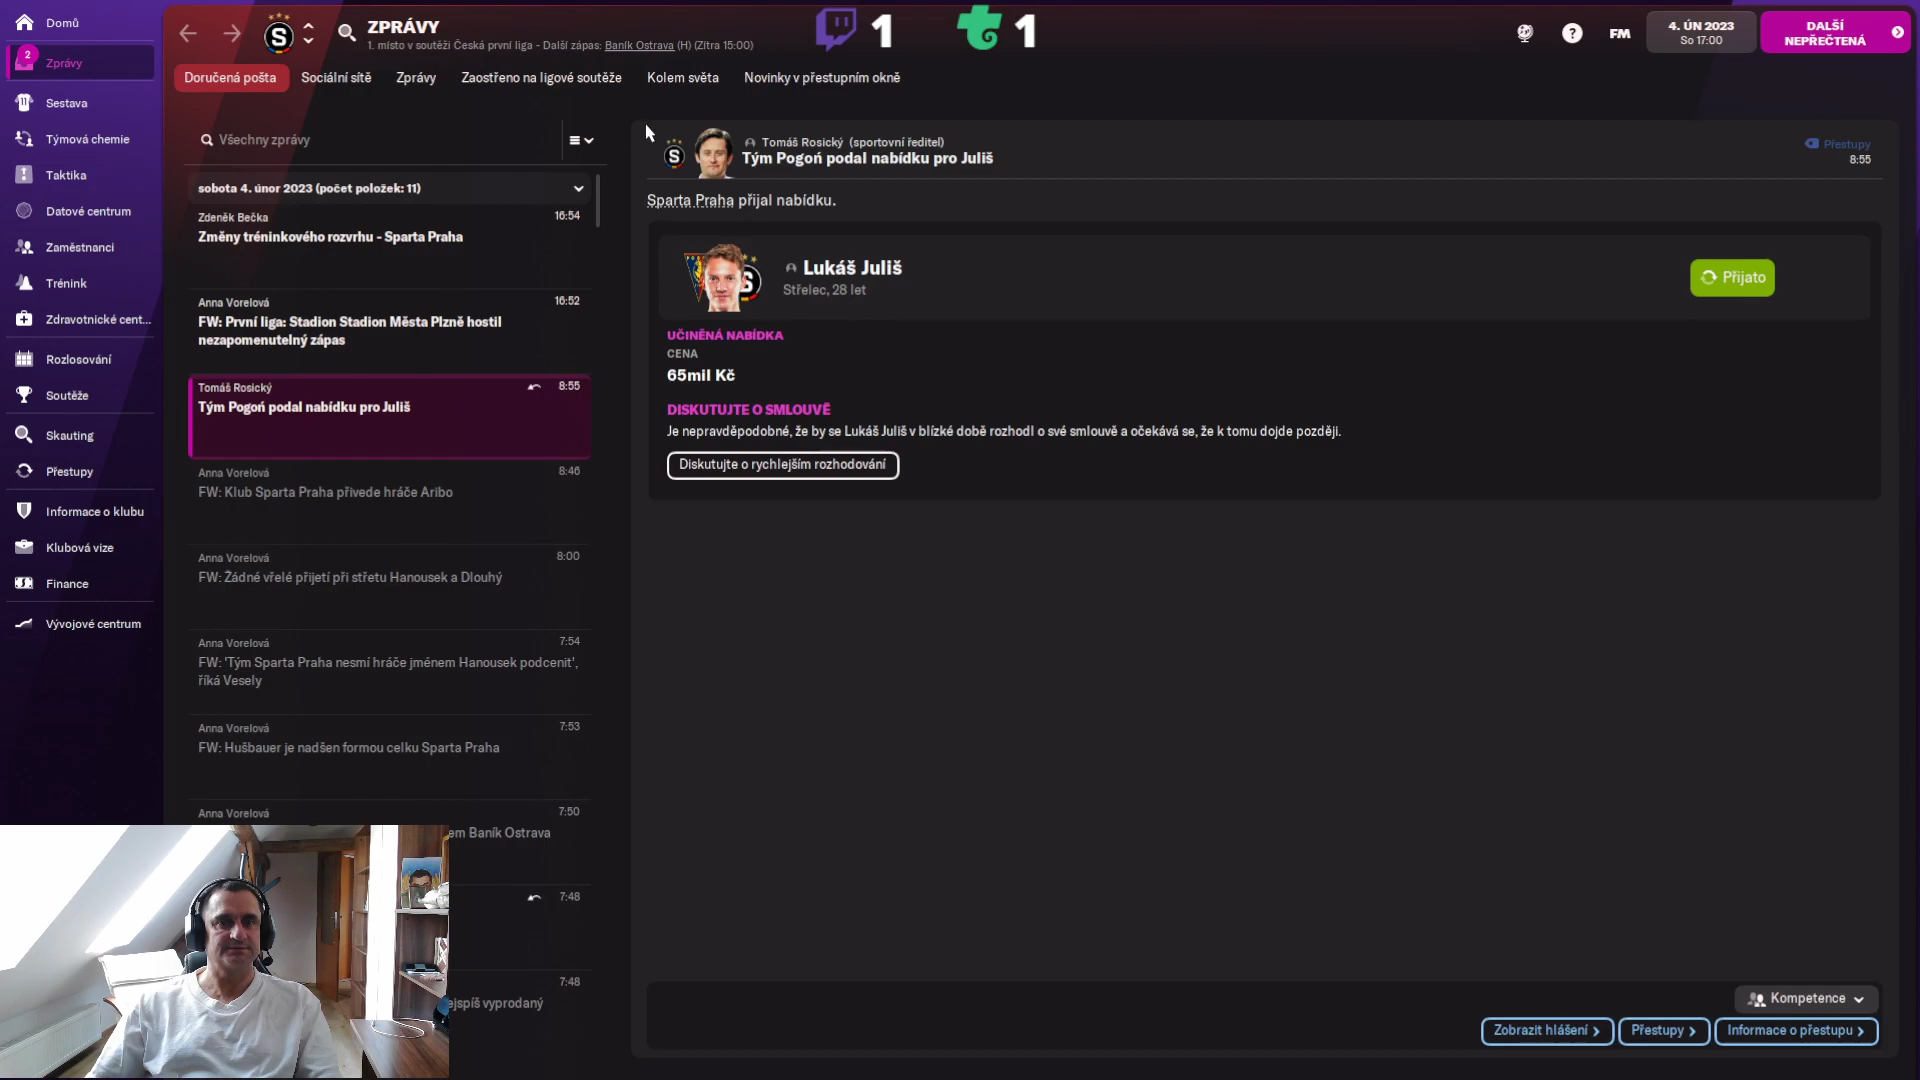 Domů
2
Zprávy
Sestava
Týmová chemie
Taktika
Datové centrum
Zaměstnanci
Trénink
Zdravotnické cent...
Rozlosování
Soutěže
Skauting
Přestupy
Informace o klubu
Klubová vize
Finance
Vývojové centrum
ZPRÁVY
1. místo v soutěži Česká první liga - Další zápas: Baník Ostrava (H) (Zítra 15:00)
1
1
FM
4. ÚN 2023
So 17:00
DALŠÍ
NEPŘEČTENÁ
Doručená pošta
Sociální sítě
Zprávy
Zaostřeno na ligové soutěže
Kolem světa
Novinky v přestupním okně
Všechny zprávy
sobota 4. únor 2023 (počet položek: 11)
Zdeněk Bečka 16:54
Změny tréninkového rozvrhu - Sparta Praha
Anna Vorelová 16:52
FW: První liga: Stadion Stadion Města Plzně hostil
nezapomenutelný zápas
Tomáš Rosický 8:55
Tým Pogoń podal nabídku pro Juliš
Anna Vorelová 8:46
FW: Klub Sparta Praha přivede hráče Aribo
Anna Vorelová 8:00
FW: Žádné vřelé přijetí při střetu Hanousek a Dlouhý
Anna Vorelová 7:54
FW: 'Tým Sparta Praha nesmí hráče jménem Hanousek podcenit',
říká Vesely
Anna Vorelová 7:53
FW: Hušbauer je nadšen formou celku Sparta Praha
Anna Vorelová 7:50
em Baník Ostrava
7:48
7:48
ejspíš vyprodaný
Tomáš Rosický (sportovní ředitel)
Tým Pogoń podal nabídku pro Juliš
Přestupy
8:55
Sparta Praha přijal nabídku.
Lukáš Juliš
Střelec, 28 let
Přijato
UČINĚNÁ NABÍDKA
CENA
65mil Kč
DISKUTUJTE O SMLOUVĚ
Je nepravděpodobné, že by se Lukáš Juliš v blízké době rozhodl o své smlouvě a očekává se, že k tomu dojde později.
Diskutujte o rychlejším rozhodování
Kompetence
Zobrazit hlášení
Přestupy
Informace o přestupu